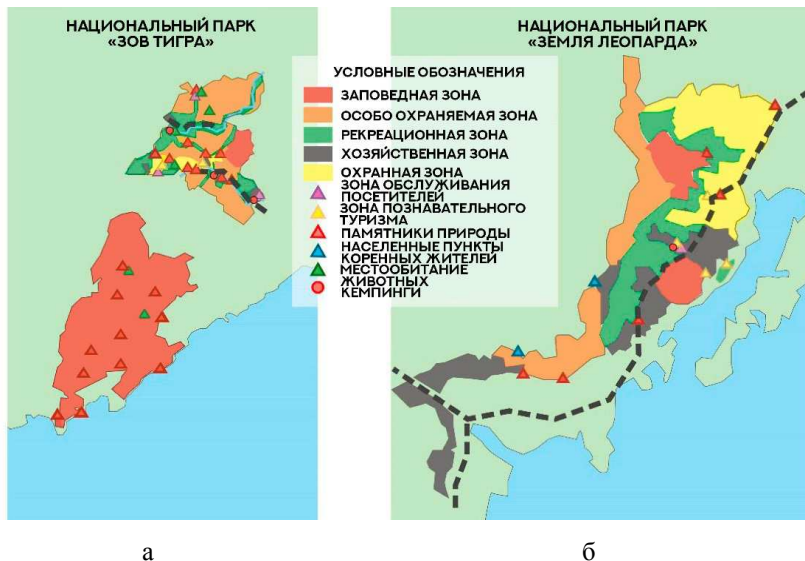 НАЦИОНАЛЬНЫЙ ПАРК
«ЗОВ ТИГРА»
НАЦИОНАЛЬНЫЙ ПАРК
«ЗЕМЛЯ ЛЕОПАРДА»
УСЛОВНЫЕ ОБОЗНАЧЕНИЯ
ЗАПОВЕДНАЯ ЗОНА
ОСОБО ОХРАНЯЕМАЯ ЗОНА
РЕКРЕАЦИОННАЯ ЗОНА
ХОЗЯЙСТВЕННАЯ ЗОНА
ОХРАННАЯ ЗОНА
ЗОНА ОБСЛУЖИВАНИЯ
ПОСЕТИТЕЛЕЙ
ЗОНА ПОЗНАВАТЕЛЬНОГО
ТУРИЗМА
ПАМЯТНИКИ ПРИРОДЫ
НАСЕЛЕННЫЕ ПУНКТЫ
КОРЕННЫХ ЖИТЕЛЕЙ
МЕСТООБИТАНИЕ
ЖИВОТНЫХ
КЕМПИНГИ
а
б